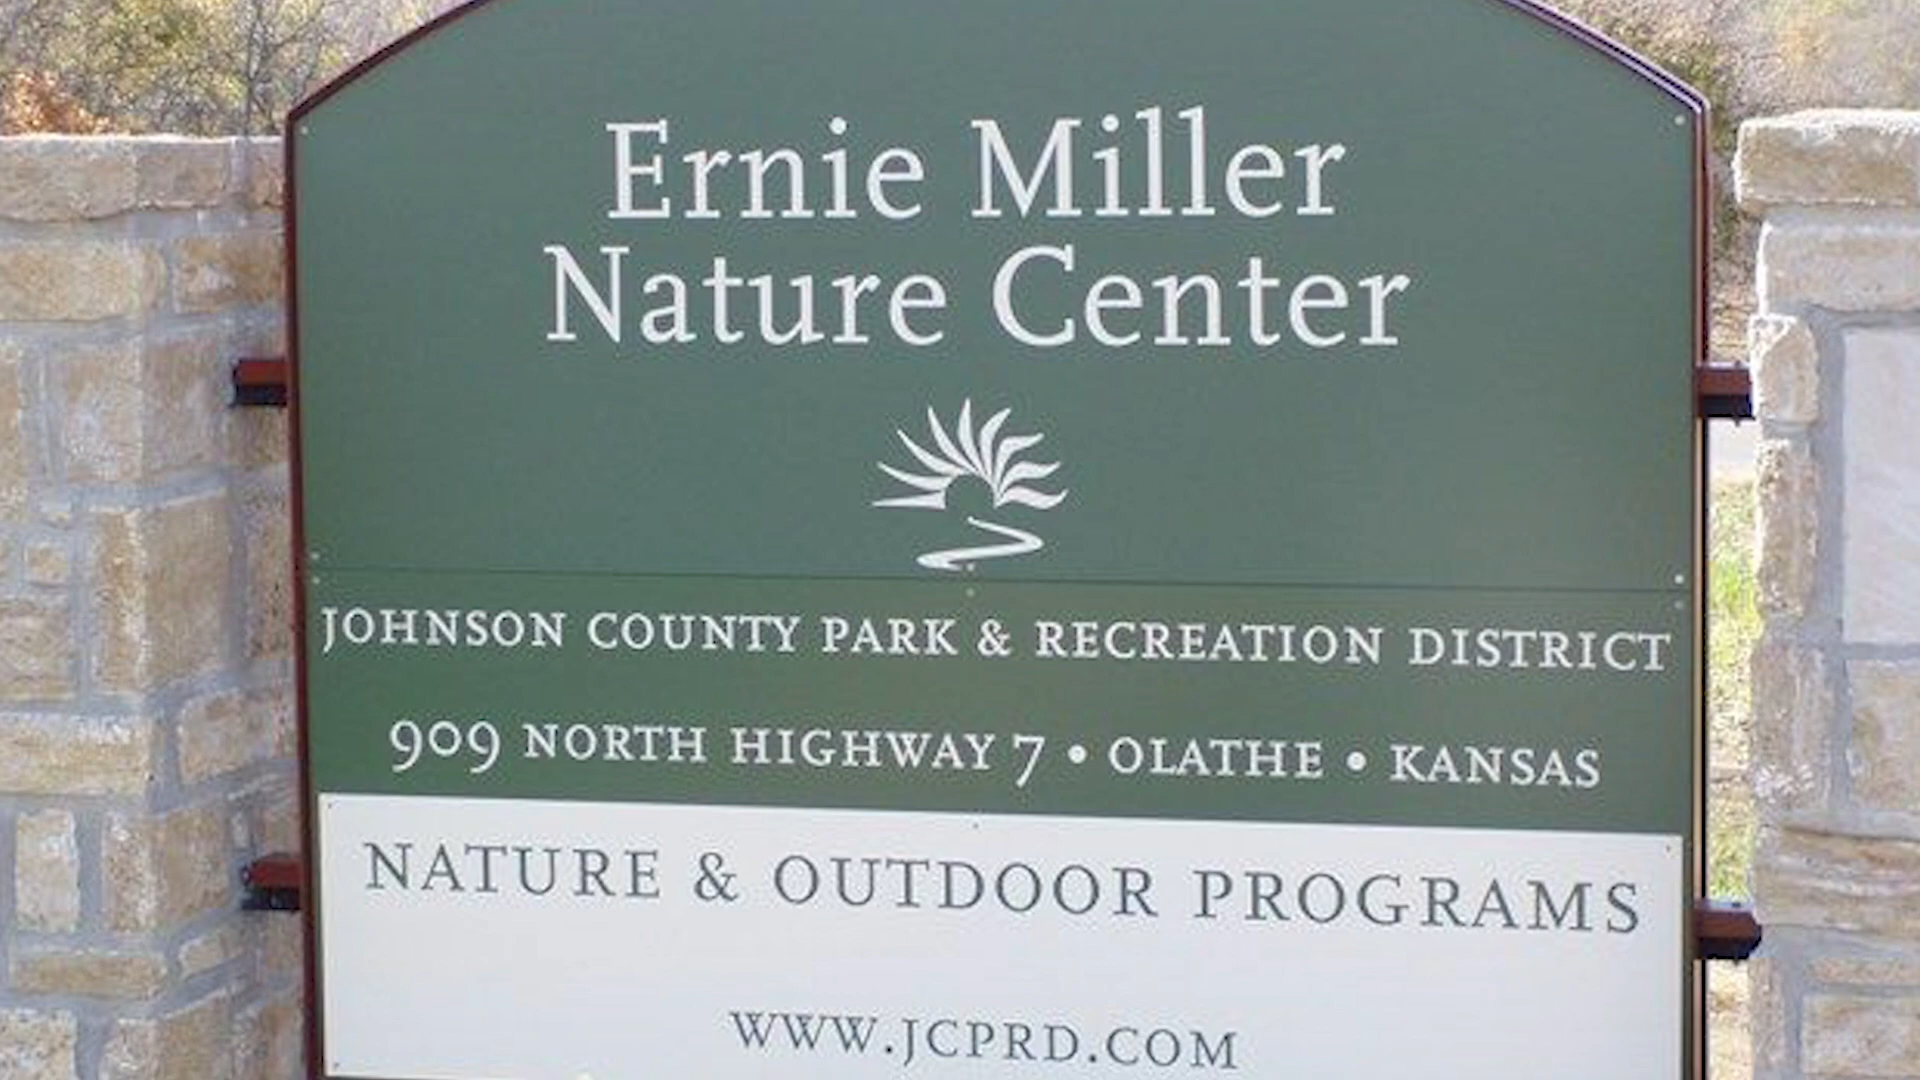 Ernie Miller
Nature Center
JOHNSON COUNTY PARK & RECREATION DISTRICT
909 NORTH HIGHWAY 7 • OLATHE • KANSAS
NATURE & OUTDOOR PROGRAMS
WWW.JCPRD.COM